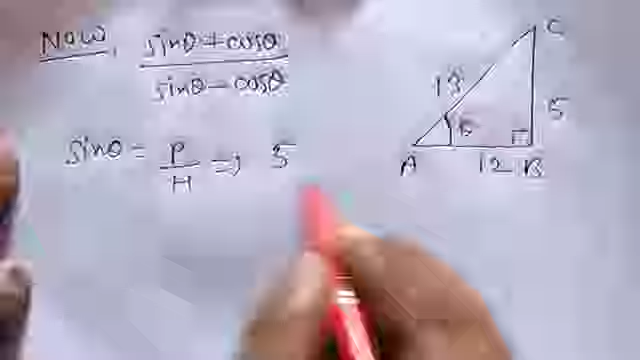 Now, sinθ + cosθ
sinθ - cosθ
sinθ = P/H ⇒ 5
C
13
5
θ
A 12 B